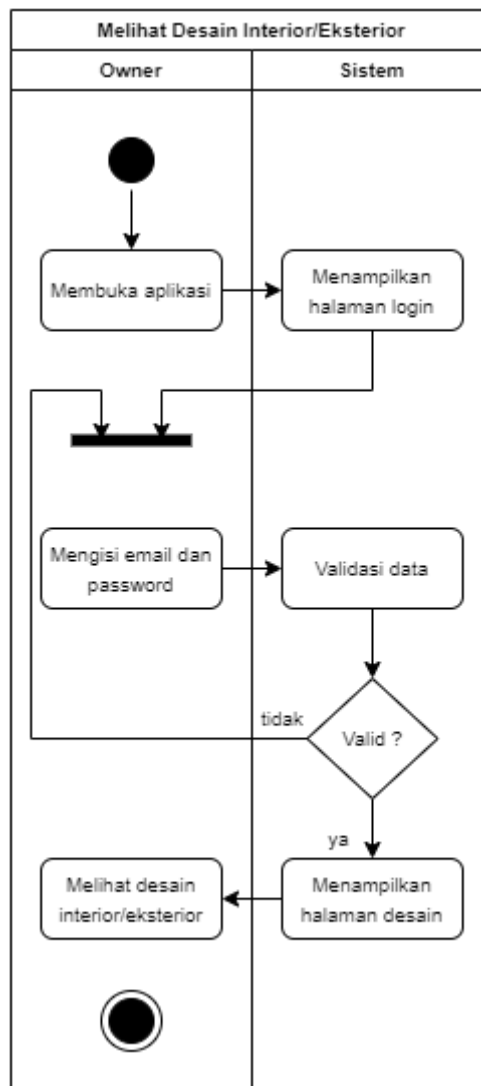 Melihat Desain Interior/Eksterior
Owner
Sistem
Membuka aplikasi
Menampilkan
halaman login
Mengisi email dan
password
Validasi data
tidak
Valid ?
ya
Melihat desain
interior/eksterior
Menampilkan
halaman desain